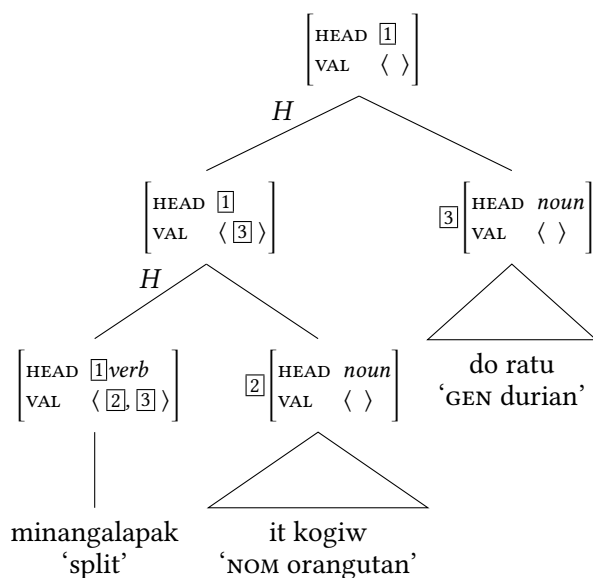 HEAD 1
VAL ⟨ ⟩
H
HEAD 1
VAL ⟨ 3 ⟩
3 HEAD noun
VAL ⟨ ⟩
H
HEAD 1 verb
VAL ⟨ 2, 3 ⟩
2 HEAD noun
VAL ⟨ ⟩
do ratu
‘GEN durian’
minangalapak
‘split’
it kogiw
‘NOM orangutan’